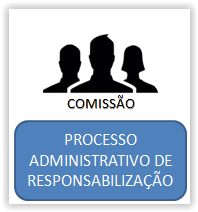 COMISSÃO
PROCESSO
ADMINISTRATIVO DE
RESPONSABILIZAÇÃO